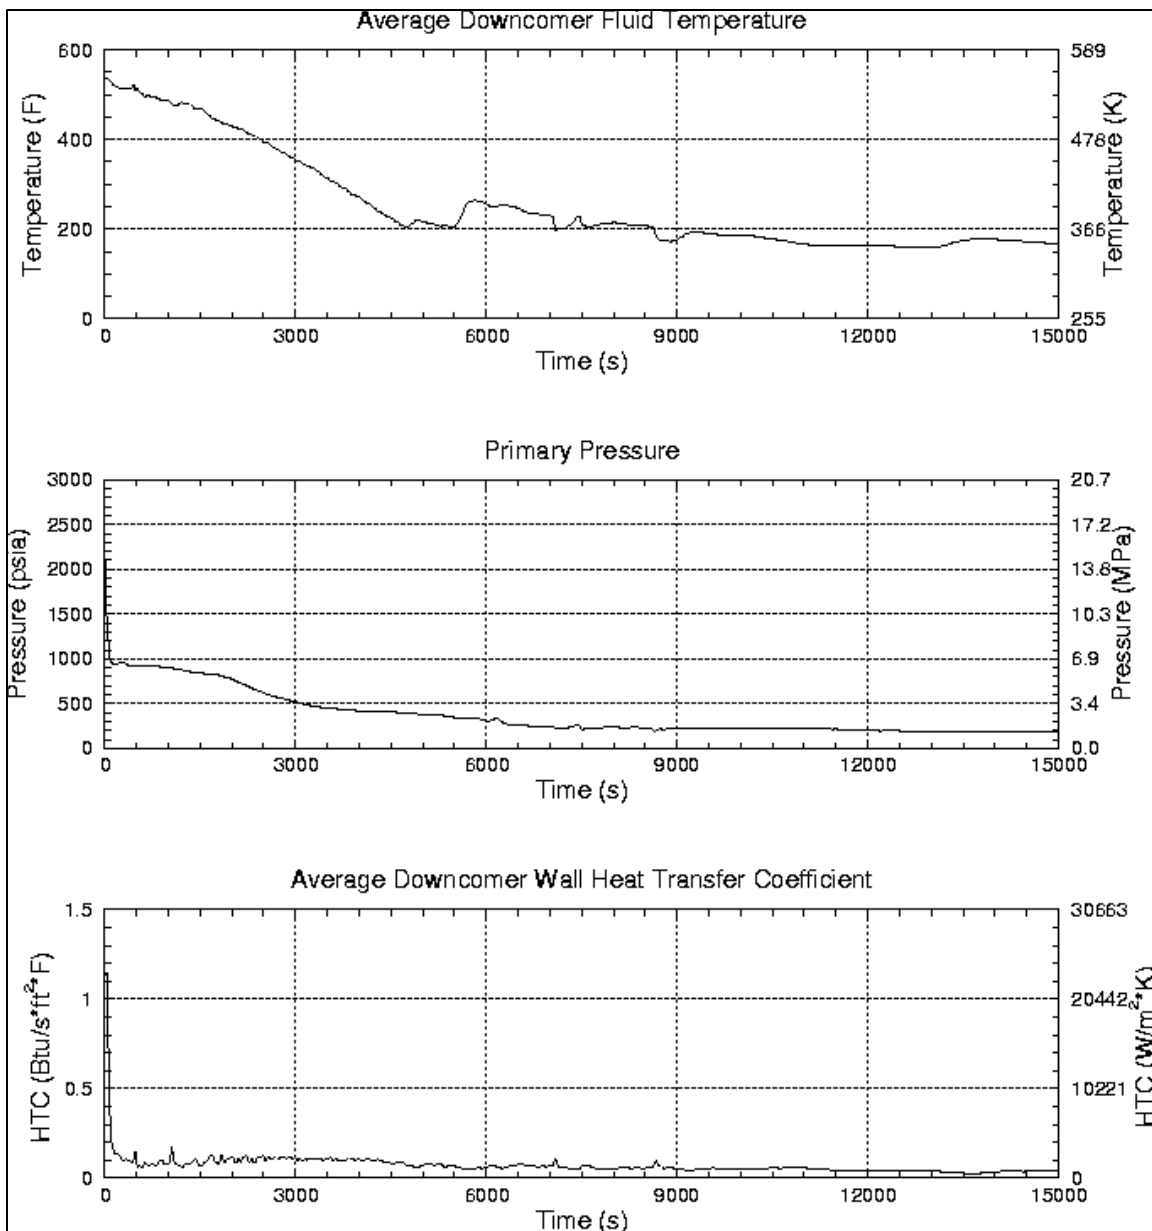 Average Downcomer Fluid Temperature
600 589
400 478
200 366
0 255
Temperature (F)
Temperature (K)
0 3000 6000 9000 12000 15000
Time (s)
Primary Pressure
3000 20.7
2500 17.2
2000 13.8
1500 10.3
1000 6.9
500 3.4
0 0.0
Pressure (psia)
Pressure (MPa)
0 3000 6000 9000 12000 15000
Time (s)
Average Downcomer Wall Heat Transfer Coefficient
1.5 30663
1 20442
0.5 10221
0 0
HTC (Btu/s*ft²*F)
HTC (W/m²*K)
0 3000 6000 9000 12000 15000
Time (s)